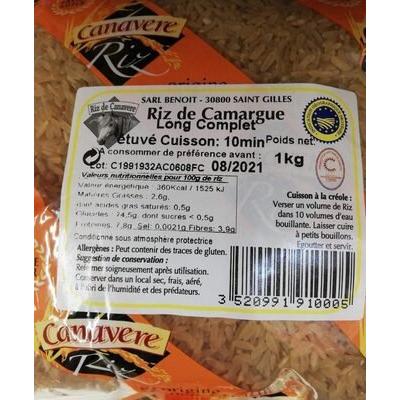 Canavere
Riz
origine
Riz de Canavere
SARL BENOIT - 30800 SAINT GILLES
Riz de Camargue
Long Complet
étuvé Cuisson: 10min Poids net:
A consommer de préférence avant :
08/2021
1kg
Lot: C1981932AC0608FC
Valeurs nutritionnelles pour 100g de riz
Valeur énergetique : 360Kcal / 1525 kJ
Matières Grasses : 2,6g,
dont acides gras saturés: 0,5g
Glucides : 74,5g, dont sucres < 0,5g
Proteines: 7,8g, Sel: 0,0021g Fibres: 3,9g
Conditionné sous atmosphère protectrice
Allergènes : Peut contenir des traces de gluten.
Suggestion de conservation :
Refermer soigneusement après utilisation.
Conserver dans un local sec, frais, aéré,
à l'abri de l'humidité et des prédateurs.
Cuisson à la créole :
Verser un volume de Riz
dans 10 volumes d'eau
bouillante. Laisser cuire
à petits bouillons.
Egoutter et servir.
3 520991 910005
Canavere
Riz